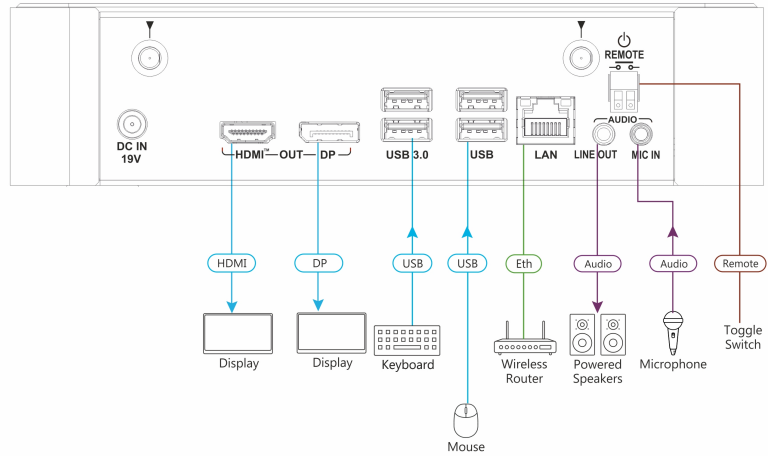 REMOTE
AUDIO
DC IN
19V
HDMI™ OUT DP
USB 3.0
USB
LAN
LINE OUT
MIC IN
HDMI
DP
USB
USB
Eth
Audio
Audio
Remote
Display
Display
Keyboard
Wireless
Router
Powered
Speakers
Microphone
Toggle
Switch
Mouse